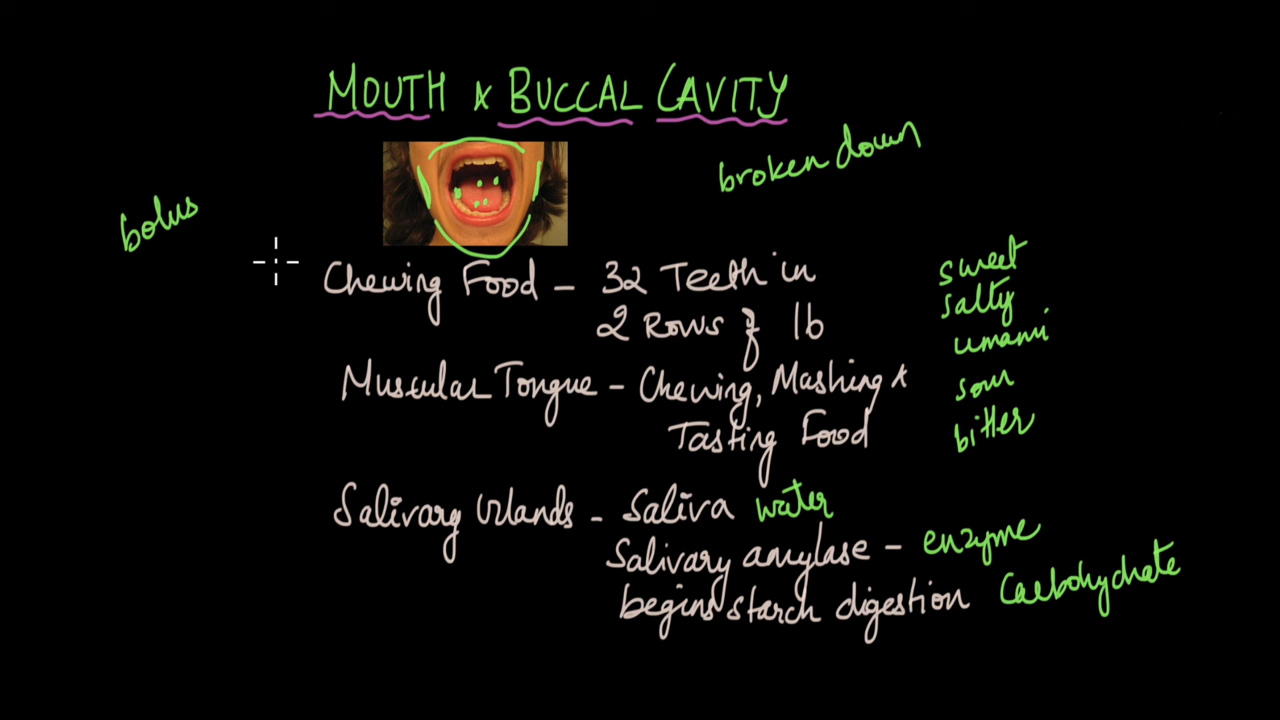 MOUTH & BUCCAL CAVITY
broken down
bolus
Chewing Food - 32 Teeth in
2 Rows of 16
sweet
salty
umami
sour
bitter
Muscular Tongue - Chewing, Mashing &
Tasting Food
Salivary Glands - Saliva water
Salivary amylase - enzyme
begins starch digestion Carbohydrate